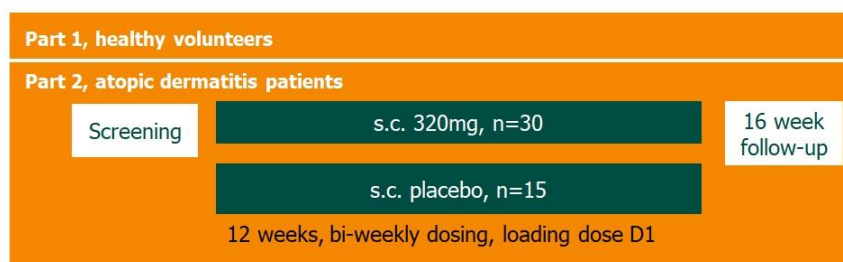 Part 1, healthy volunteers
Part 2, atopic dermatitis patients
Screening
s.c. 320mg, n=30
s.c. placebo, n=15
16 week
follow-up
12 weeks, bi-weekly dosing, loading dose D1